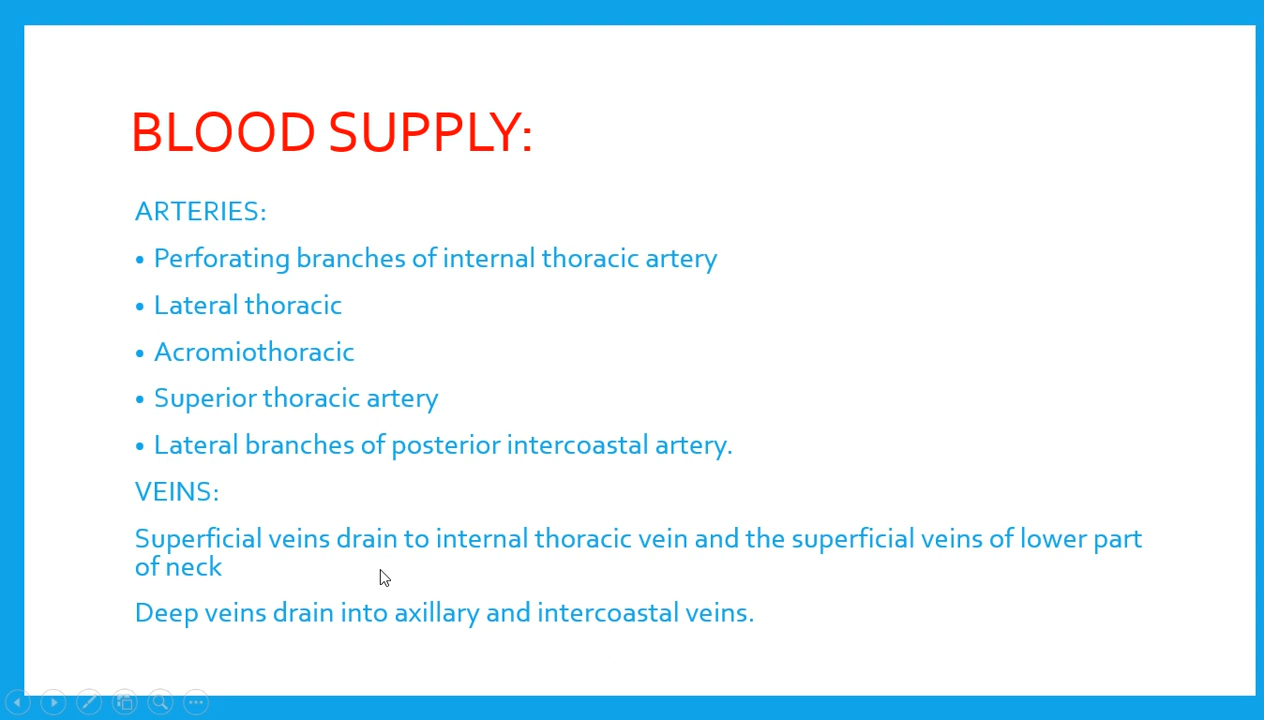 BLOOD SUPPLY:
ARTERIES:
• Perforating branches of internal thoracic artery
• Lateral thoracic
• Acromiothoracic
• Superior thoracic artery
• Lateral branches of posterior intercoastal artery.
VEINS:
Superficial veins drain to internal thoracic vein and the superficial veins of lower part
of neck
Deep veins drain into axillary and intercoastal veins.